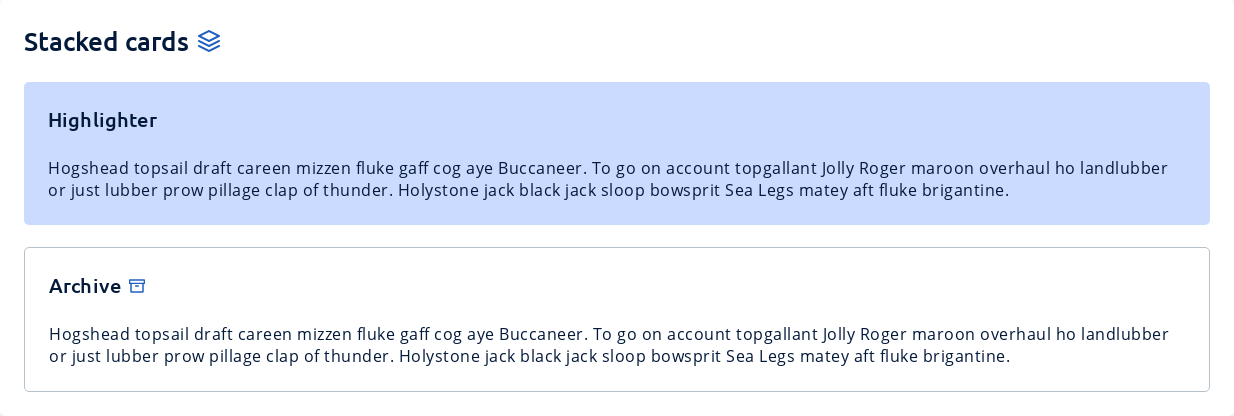 Stacked cards
Highlighter
Hogshead topsail draft careen mizzen fluke gaff cog aye Buccaneer. To go on account topgallant Jolly Roger maroon overhaul ho landlubber
or just lubber prow pillage clap of thunder. Holystone jack black jack sloop bowsprit Sea Legs matey aft fluke brigantine.
Archive
Hogshead topsail draft careen mizzen fluke gaff cog aye Buccaneer. To go on account topgallant Jolly Roger maroon overhaul ho landlubber
or just lubber prow pillage clap of thunder. Holystone jack black jack sloop bowsprit Sea Legs matey aft fluke brigantine.